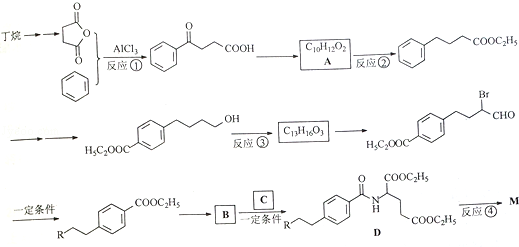 丁烷
O
O
O
AlCl₃
反应①
O
COOH
C₁₀H₁₂O₂
A
反应②
COOC₂H₅
H₅C₂OOC
OH
反应③
C₁₃H₁₆O₃
H₅C₂OOC
Br
CHO
一定条件
R
COOC₂H₅
B
C
一定条件
R
O
N
H
COOC₂H₅
COOC₂H₅
D
反应④
M